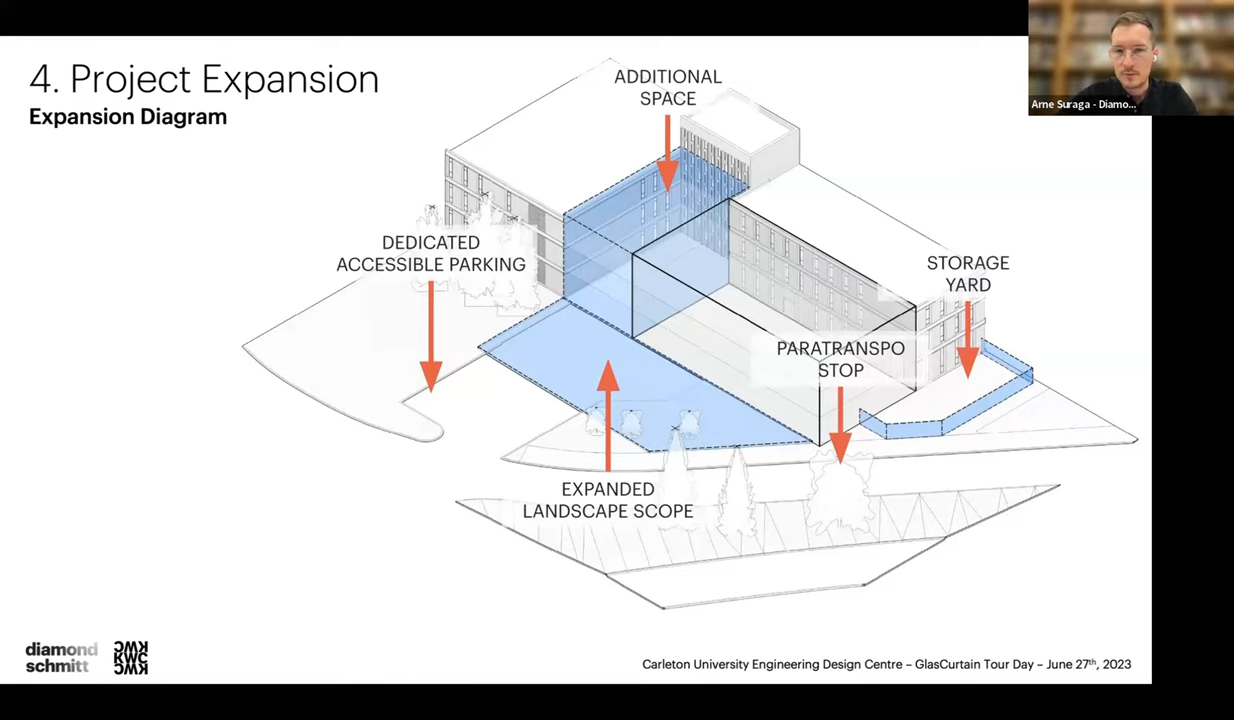 4. Project Expansion
Expansion Diagram
ADDITIONAL
SPACE
Arne Suraga - Diamo...
DEDICATED
ACCESSIBLE PARKING
STORAGE
YARD
PARATRANSPO
STOP
EXPANDED
LANDSCAPE SCOPE
diamond
schmitt
KWC
Carleton University Engineering Design Centre – GlasCurtain Tour Day – June 27th, 2023